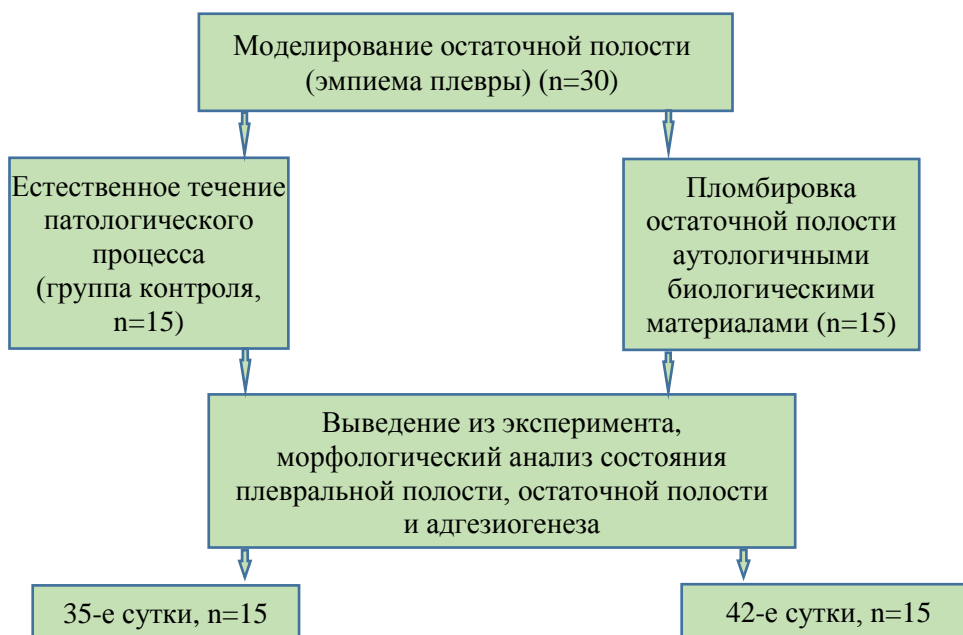 Моделирование остаточной полости
(эмпиема плевры) (n=30)
Естественное течение
патологического
процесса
(группа контроля,
n=15)
Пломбировка
остаточной полости
аутологичными
биологическими
материалами (n=15)
Выведение из эксперимента,
морфологический анализ состояния
плевральной полости, остаточной полости
и адгезиогенеза
35-е сутки, n=15
42-е сутки, n=15